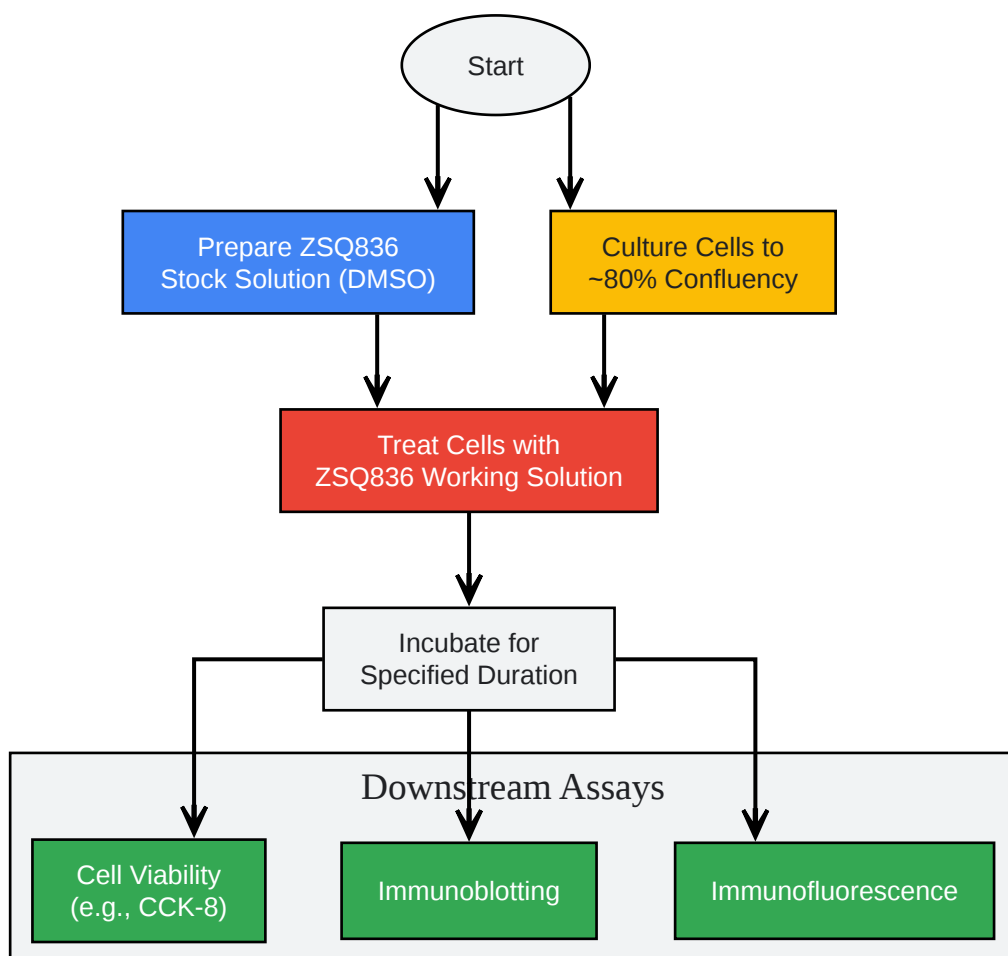 Start
Prepare ZSQ836
Stock Solution (DMSO)
Culture Cells to
~80% Confluency
Treat Cells with
ZSQ836 Working Solution
Incubate for
Specified Duration
Downstream Assays
Cell Viability
(e.g., CCK-8)
Immunoblotting
Immunofluorescence